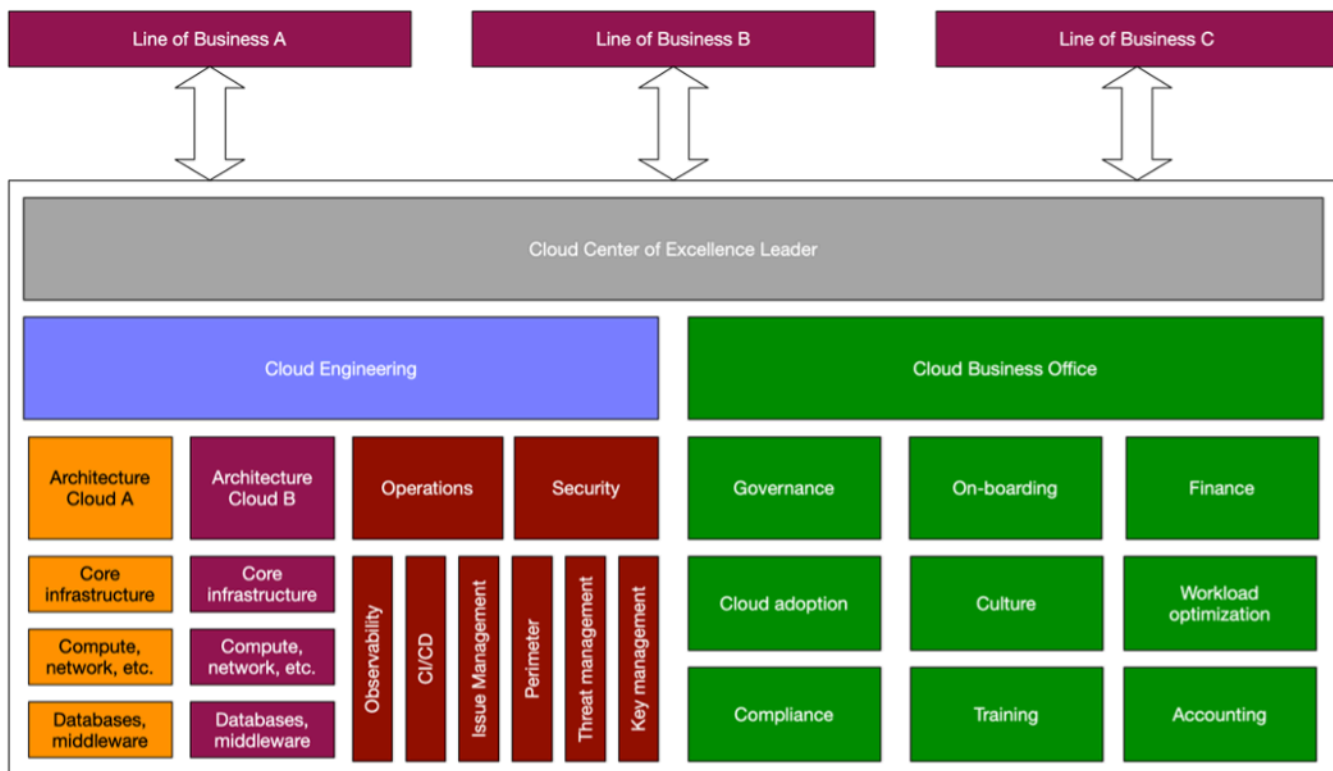 Line of Business A
Line of Business B
Line of Business C
Cloud Center of Excellence Leader
Cloud Engineering
Cloud Business Office
Architecture
Cloud A
Architecture
Cloud B
Operations
Security
Governance
On-boarding
Finance
Core
infrastructure
Core
infrastructure
Compute,
network, etc.
Compute,
network, etc.
Databases,
middleware
Databases,
middleware
Observability
CI/CD
Issue Management
Perimeter
Threat management
Key management
Cloud adoption
Culture
Workload
optimization
Compliance
Training
Accounting